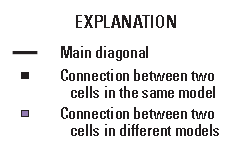 EXPLANATION
Main diagonal
Connection between two
cells in the same model
Connection between two
cells in different models